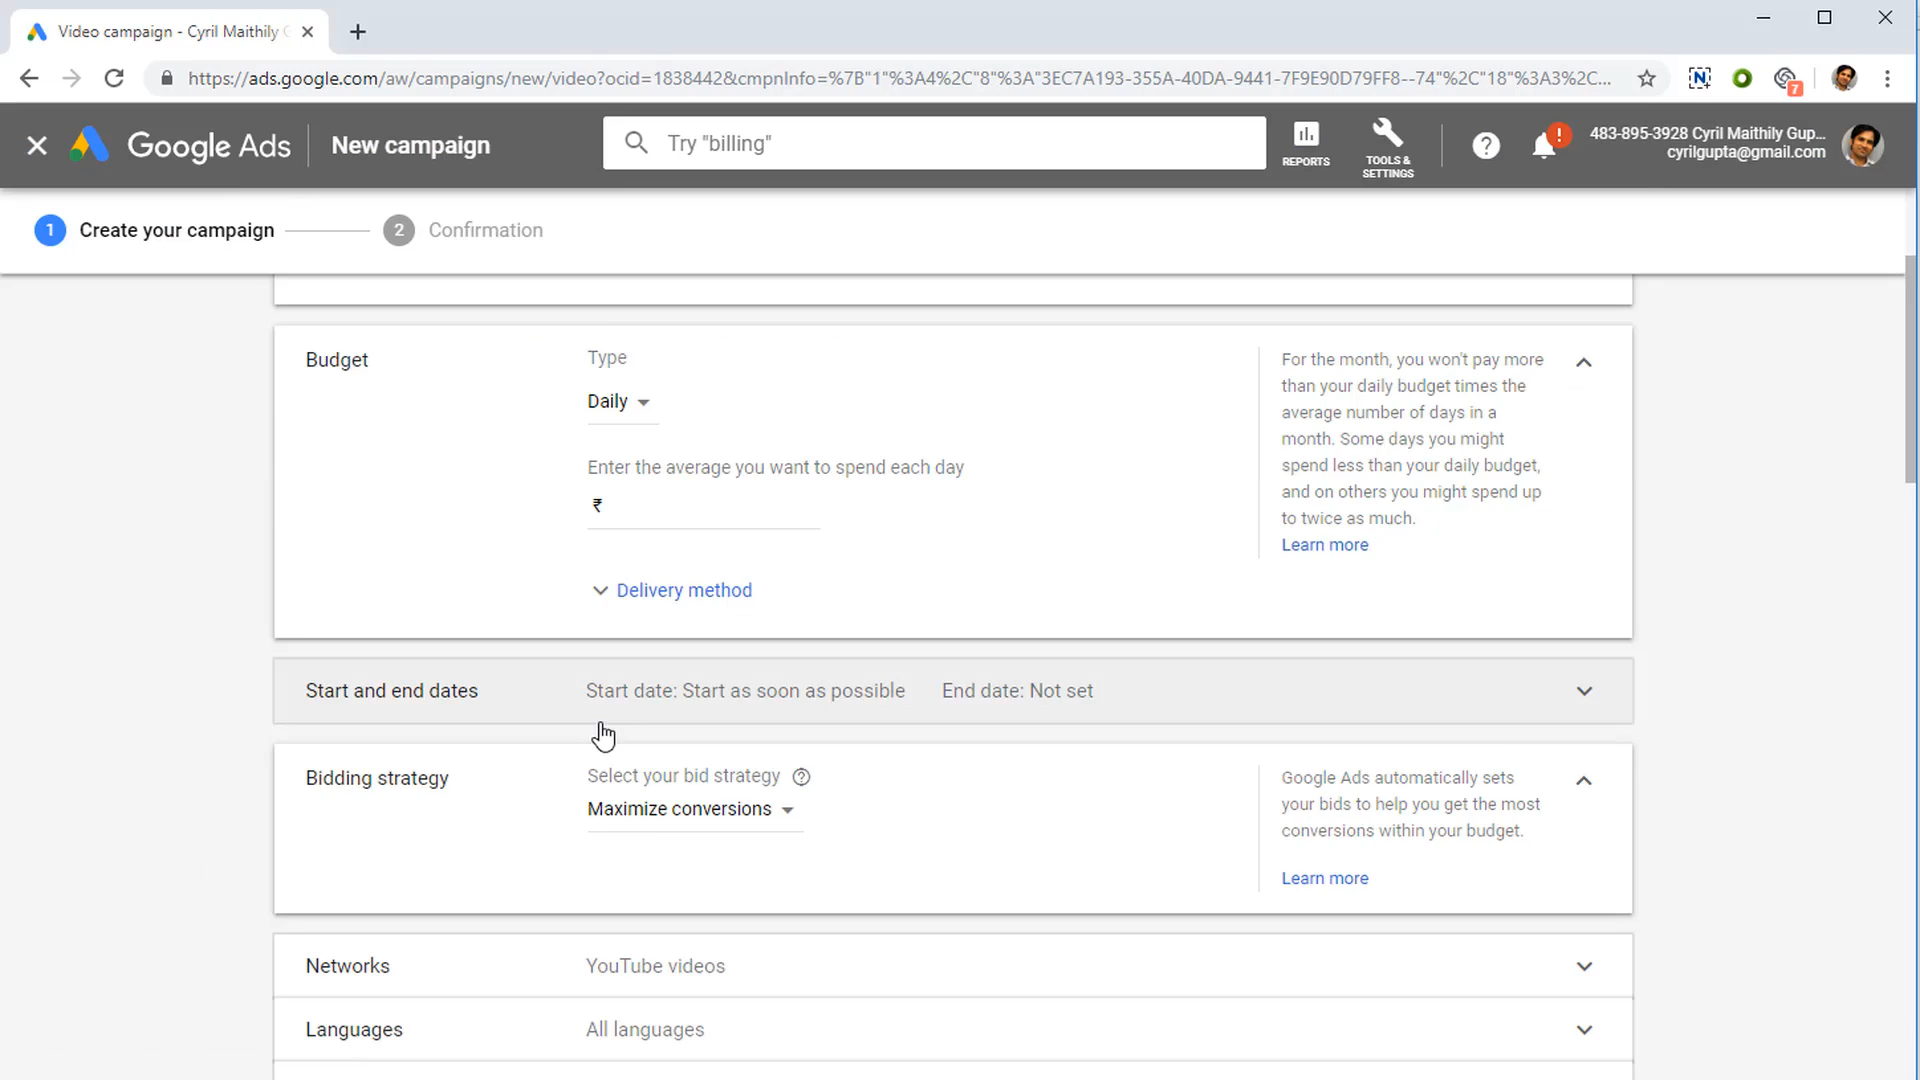 Video campaign - Cyril Maithily
https://ads.google.com/aw/campaigns/new/video?ocid=1838442&cmpnInfo=%7B"1"%3A4%2C"8"%3A"3EC7A193-355A-40DA-9441-7F9E90D79FF8--74"%2C"18"%3A3%2C...
N
7
Google Ads
New campaign
Try "billing"
REPORTS
TOOLS &
SETTINGS
?
!
483-895-3928 Cyril Maithily Gup...
cyrilgupta@gmail.com
1 Create your campaign
2 Confirmation
Budget
Type
Daily
Enter the average you want to spend each day
₹
Delivery method
For the month, you won't pay more
than your daily budget times the
average number of days in a
month. Some days you might
spend less than your daily budget,
and on others you might spend up
to twice as much.
Learn more
Start and end dates
Start date: Start as soon as possible
End date: Not set
Bidding strategy
Select your bid strategy ?
Maximize conversions
Google Ads automatically sets
your bids to help you get the most
conversions within your budget.
Learn more
Networks
YouTube videos
Languages
All languages